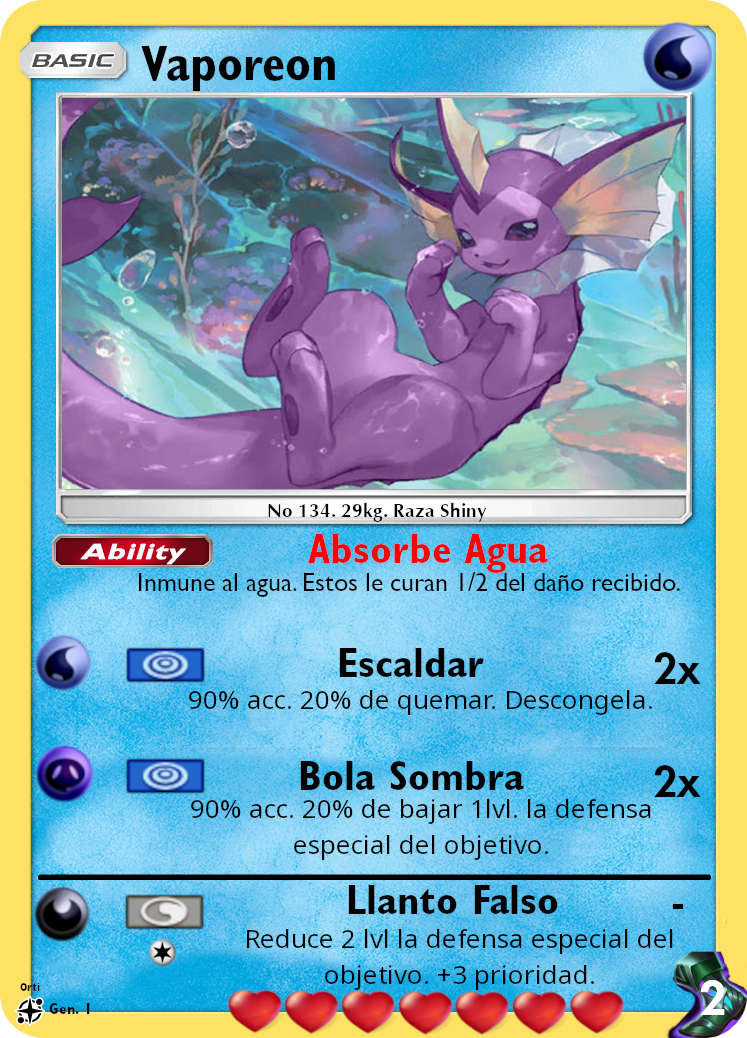 BASIC Vaporeon
No 134. 29kg. Raza Shiny
Ability Absorbe Agua
Inmune al agua. Estos le curan 1/2 del daño recibido.
Escaldar 2x
90% acc. 20% de quemar. Descongela.
Bola Sombra 2x
90% acc. 20% de bajar 1lvl. la defensa
especial del objetivo.
Llanto Falso -
Reduce 2 lvl la defensa especial del
objetivo. +3 prioridad.
Orti
Gen. 1
2